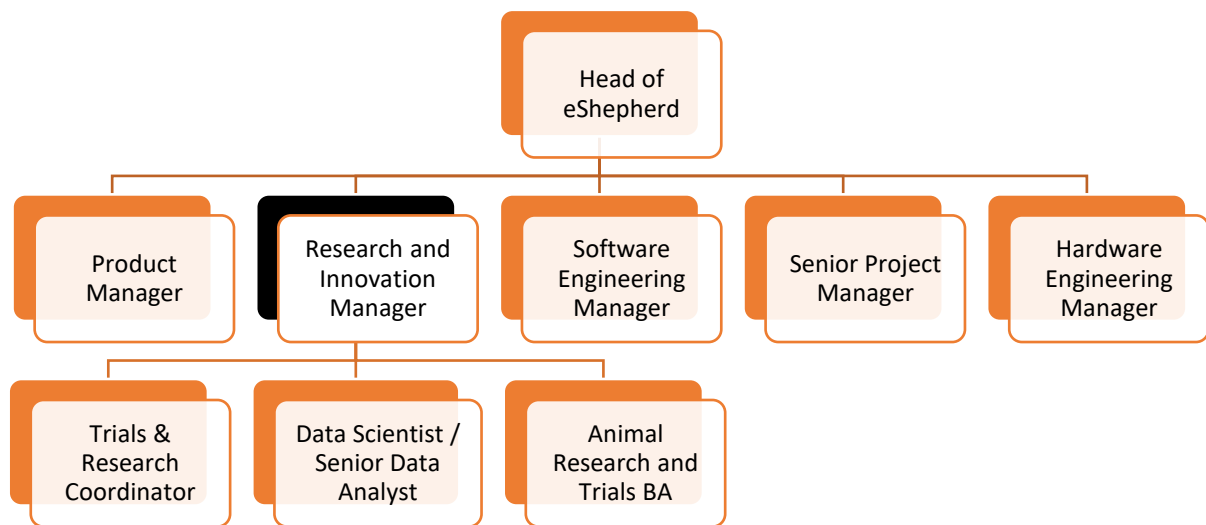 Head of
eShepherd
Product
Manager
Research and
Innovation
Manager
Software
Engineering
Manager
Senior Project
Manager
Hardware
Engineering
Manager
Trials &
Research
Coordinator
Data Scientist /
Senior Data
Analyst
Animal
Research and
Trials BA